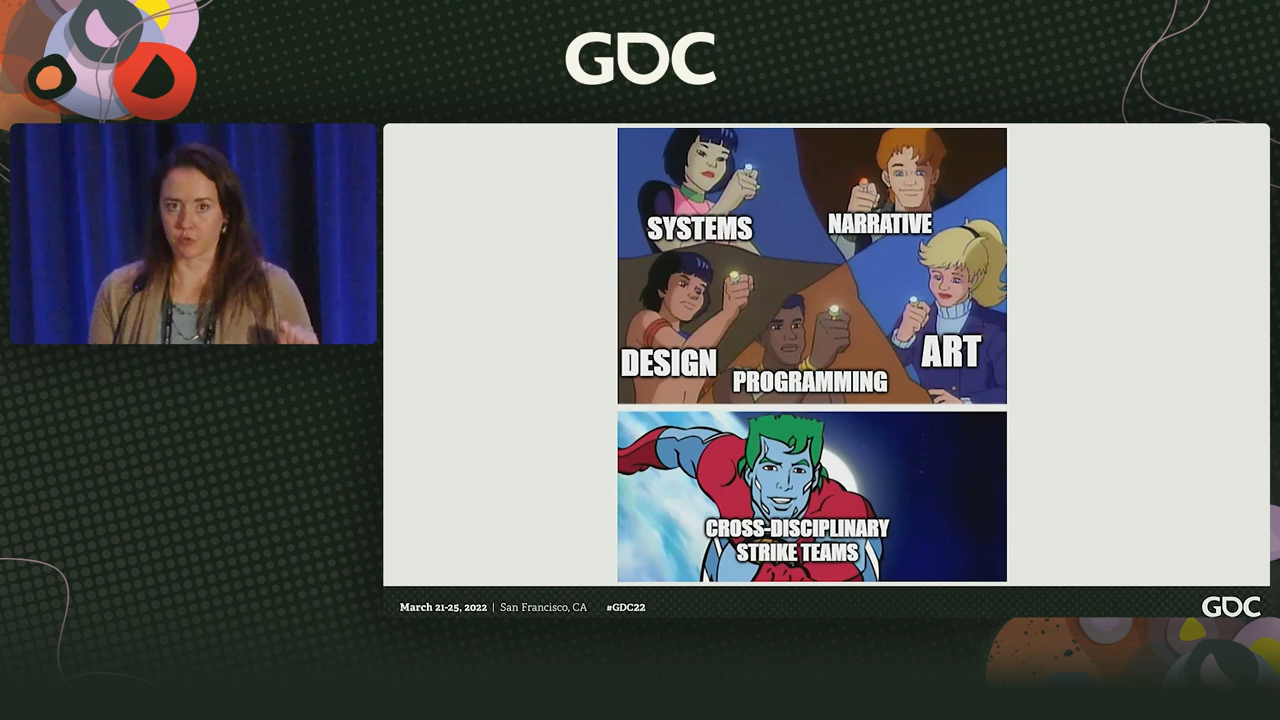 GDC
SYSTEMS
NARRATIVE
DESIGN
PROGRAMMING
ART
CROSS-DISCIPLINARY
STRIKE TEAMS
March 21-25, 2022 | San Francisco, CA #GDC22
GDC